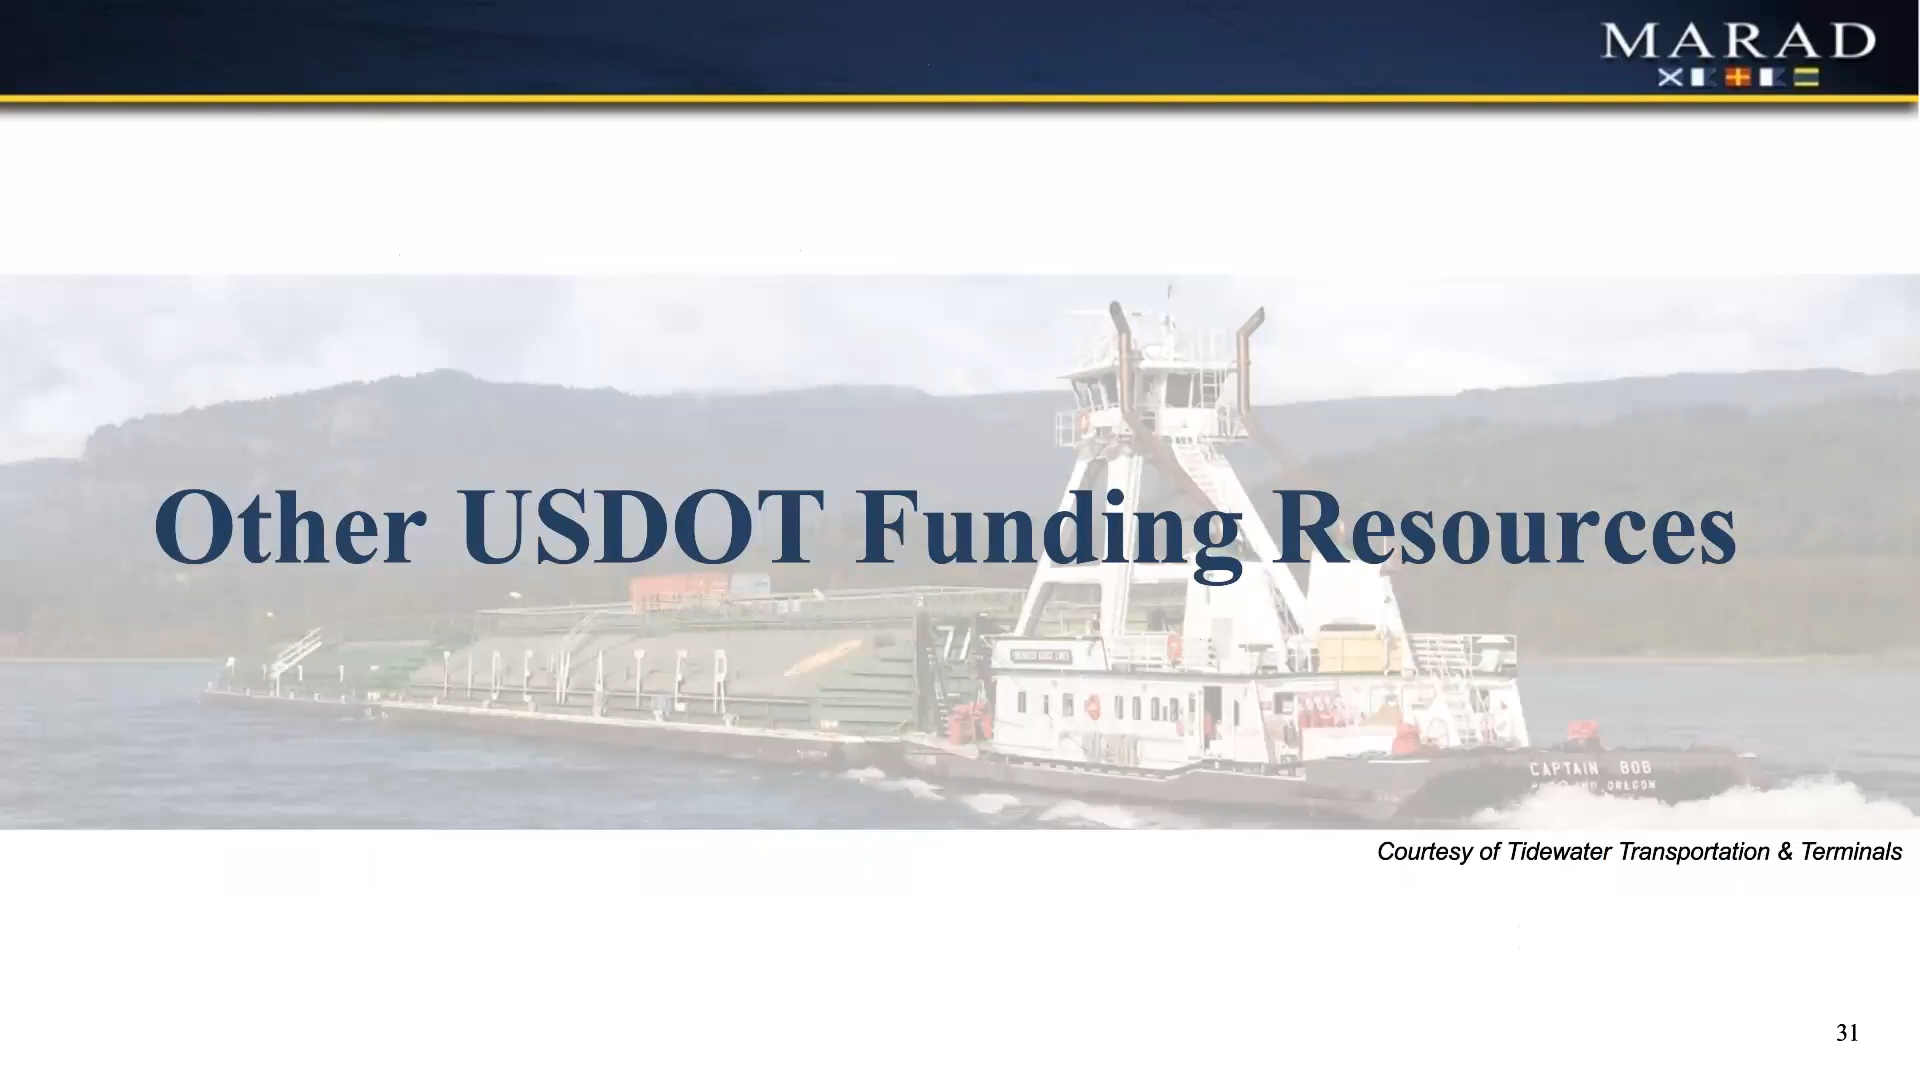 MARAD
Other USDOT Funding Resources
CAPTAIN BOB
OREGON
Courtesy of Tidewater Transportation & Terminals
31